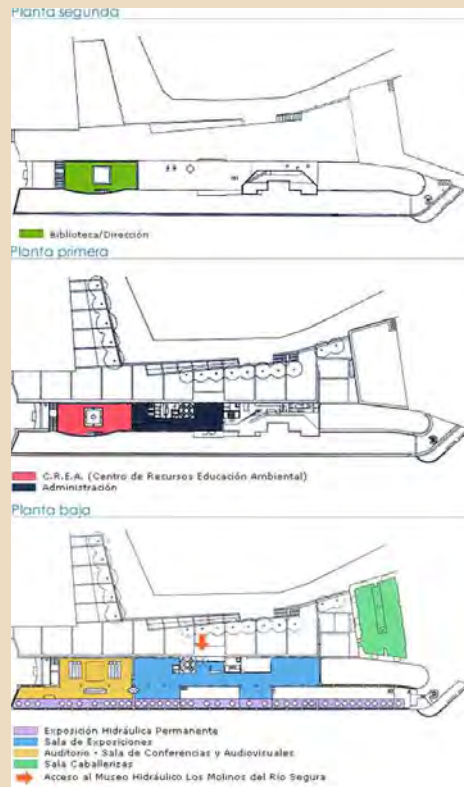 Planta segunda
Biblioteca/Dirección
Planta primera
C.R.E.A. (Centro de Recursos Educación Ambiental)
Administración
Planta baja
Exposición Hidráulica Permanente
Sala de Exposiciones
Auditorio - Sala de Conferencias y Audiovisuales
Sala Caballerizas
Acceso al Museo Hidráulico Los Molinos del Río Segura